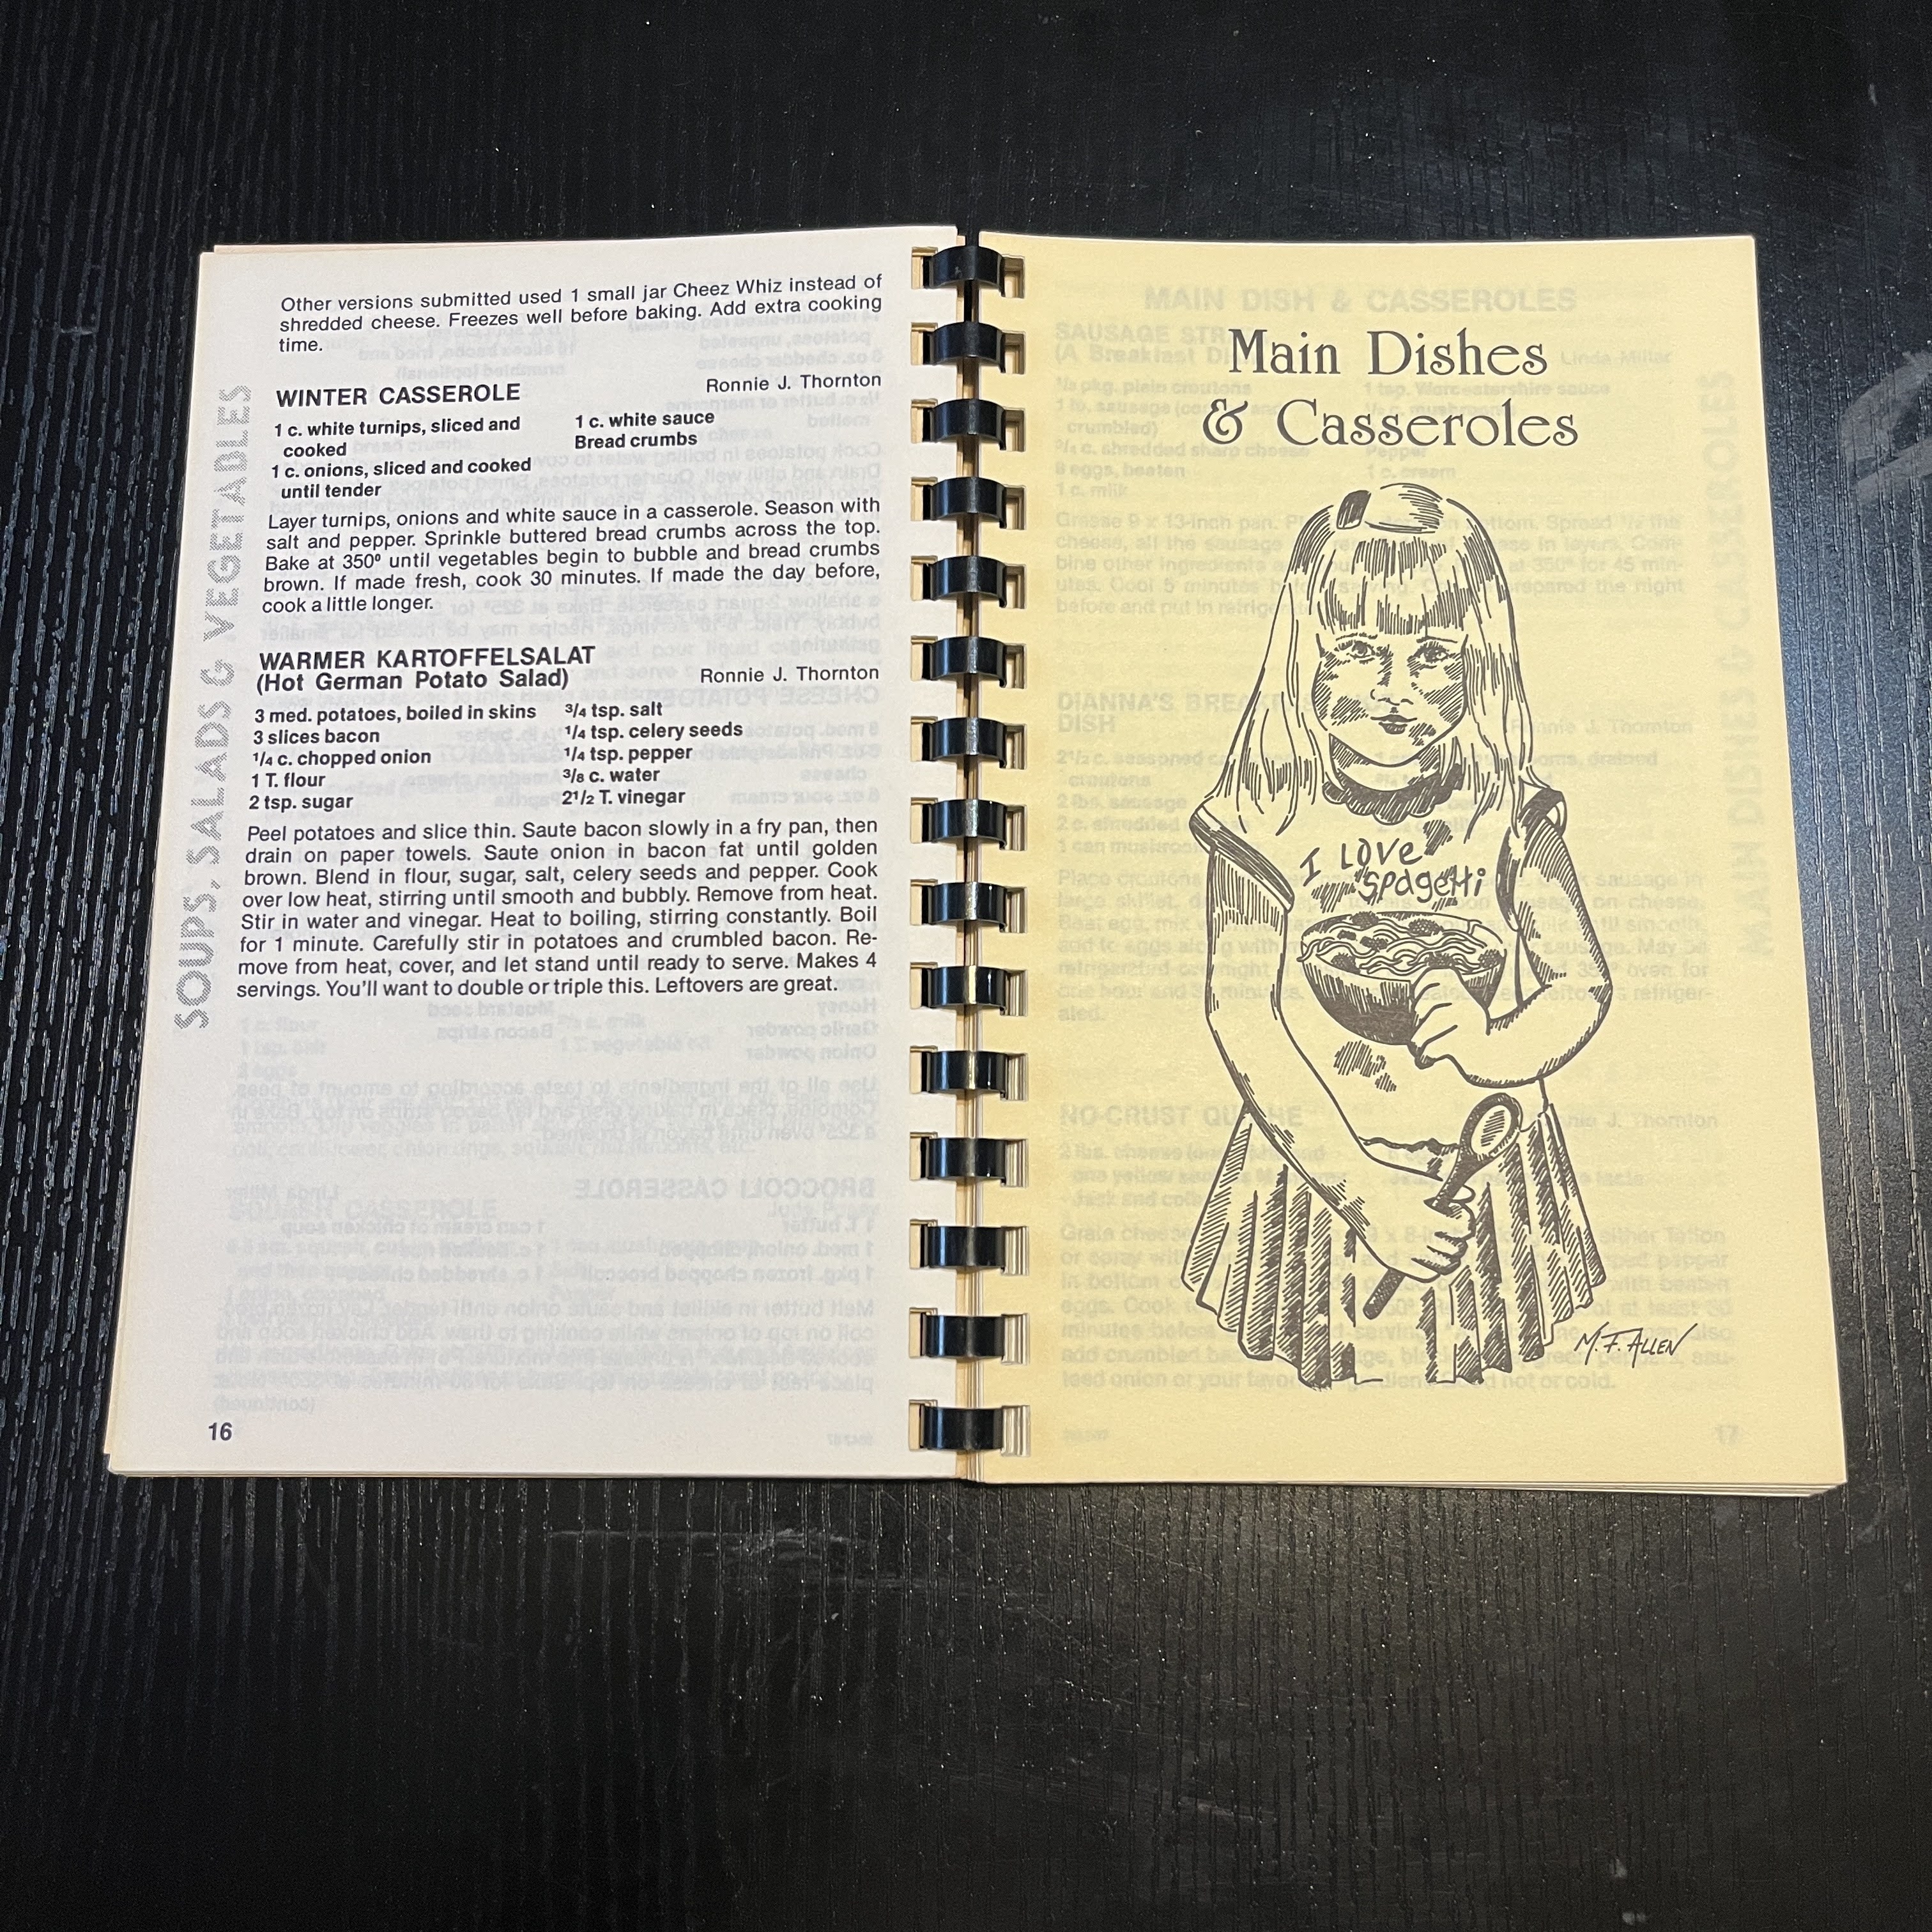 Other versions submitted used 1 small jar Cheez Whiz instead of
shredded cheese. Freezes well before baking. Add extra cooking
time.
WINTER CASSEROLE
Ronnie J. Thornton
1 c. white turnips, sliced and
cooked
1 c. onions, sliced and cooked
until tender
1 c. white sauce
Bread crumbs
Layer turnips, onions and white sauce in a casserole. Season with
salt and pepper. Sprinkle buttered bread crumbs across the top.
Bake at 350° until vegetables begin to bubble and bread crumbs
brown. If made fresh, cook 30 minutes. If made the day before,
cook a little longer.
WARMER KARTOFFELSALAT
(Hot German Potato Salad)
Ronnie J. Thornton
3 med. potatoes, boiled in skins
3 slices bacon
1/4 c. chopped onion
1 T. flour
2 tsp. sugar
3/4 tsp. salt
1/4 tsp. celery seeds
1/4 tsp. pepper
3/8 c. water
2 1/2 T. vinegar
Peel potatoes and slice thin. Saute bacon slowly in a fry pan, then
drain on paper towels. Saute onion in bacon fat until golden
brown. Blend in flour, sugar, salt, celery seeds and pepper. Cook
over low heat, stirring until smooth and bubbly. Remove from heat.
Stir in water and vinegar. Heat to boiling, stirring constantly. Boil
for 1 minute. Carefully stir in potatoes and crumbled bacon. Re-
move from heat, cover, and let stand until ready to serve. Makes 4
servings. You'll want to double or triple this. Leftovers are great.
SOUPS, SALADS & VEGETABLES
16
Main Dishes
& Casseroles
I LOVE
SPagetti
M.F. ALLEN